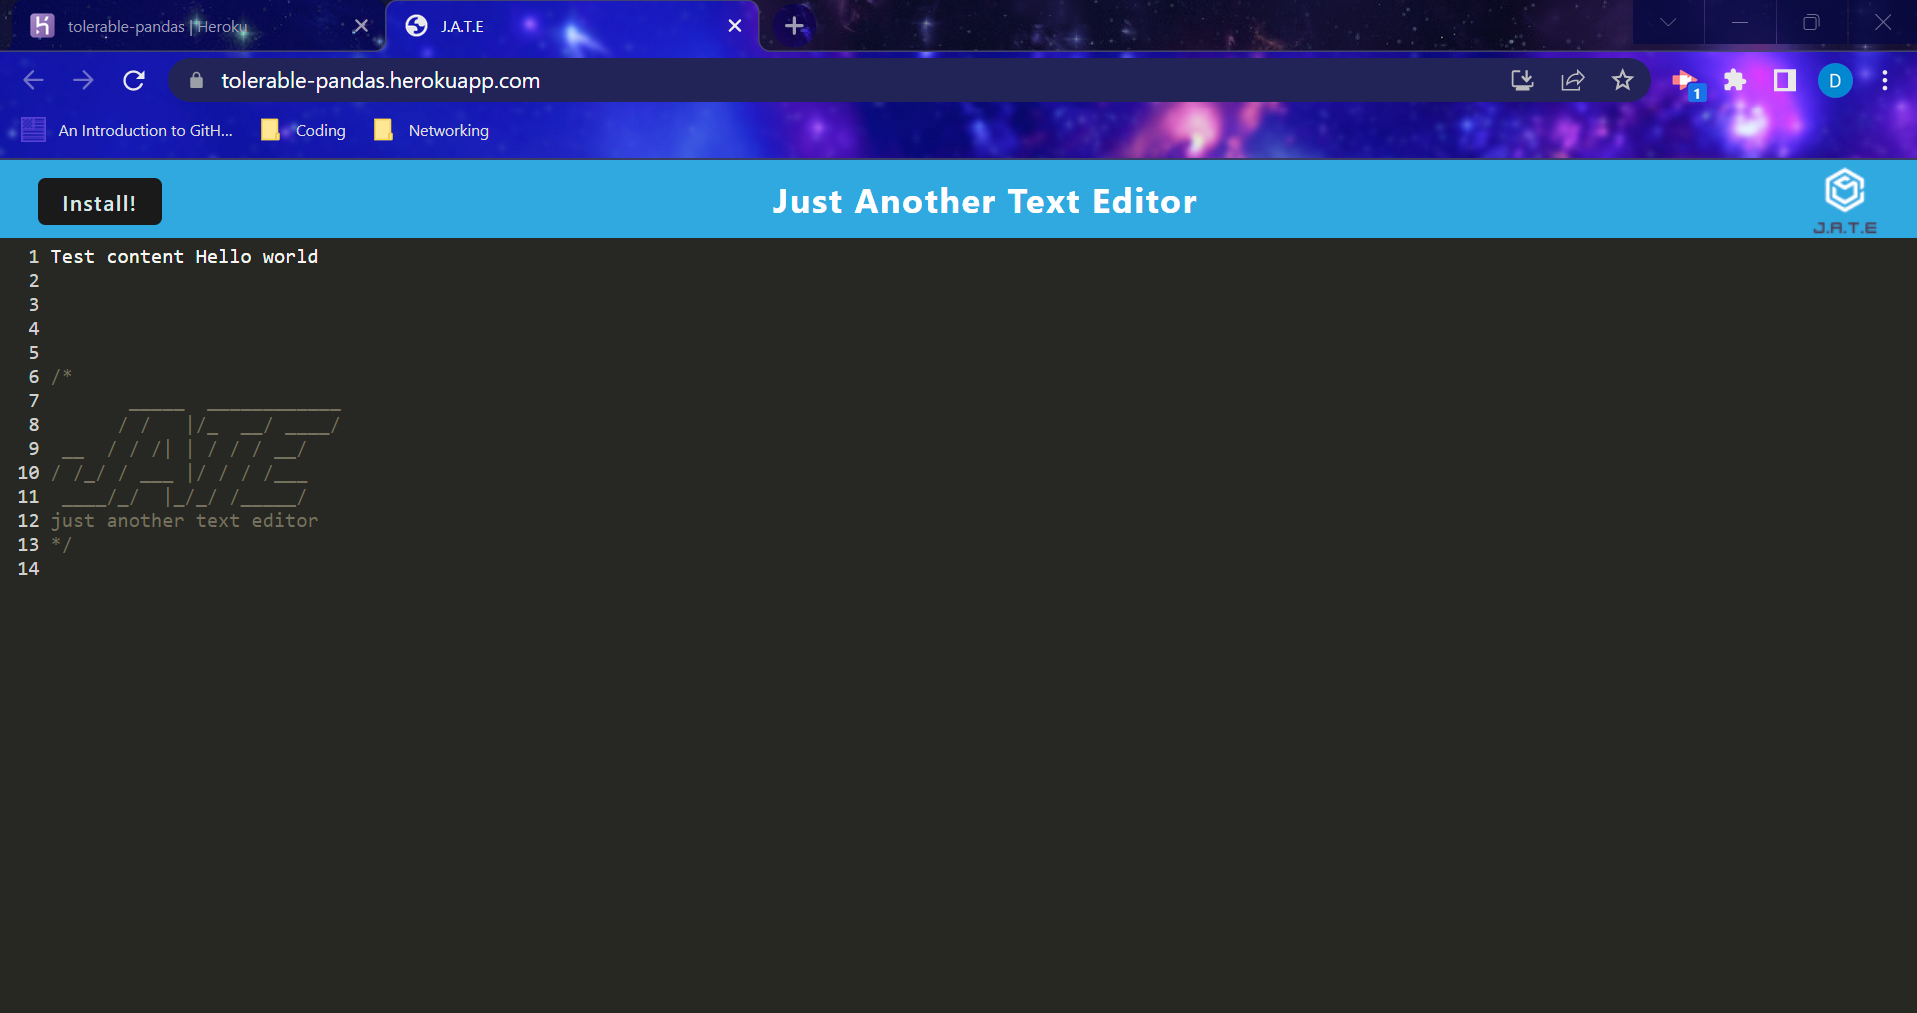 tolerable-pandas | Heroku
J.A.T.E
tolerable-pandas.herokuapp.com
1
D
An Introduction to GitH...
Coding
Networking
Install!
Just Another Text Editor
J.A.T.E
1 Test content Hello world
2
3
4
5
6 /*
7        _____  ____________
8       / /   |/_  __/ ____/
9  __  / / /| | / / / __/
10 / /_/ / ___ |/ / / /___
11  ____/_/  |_/_/ /_____/
12 just another text editor
13 */
14